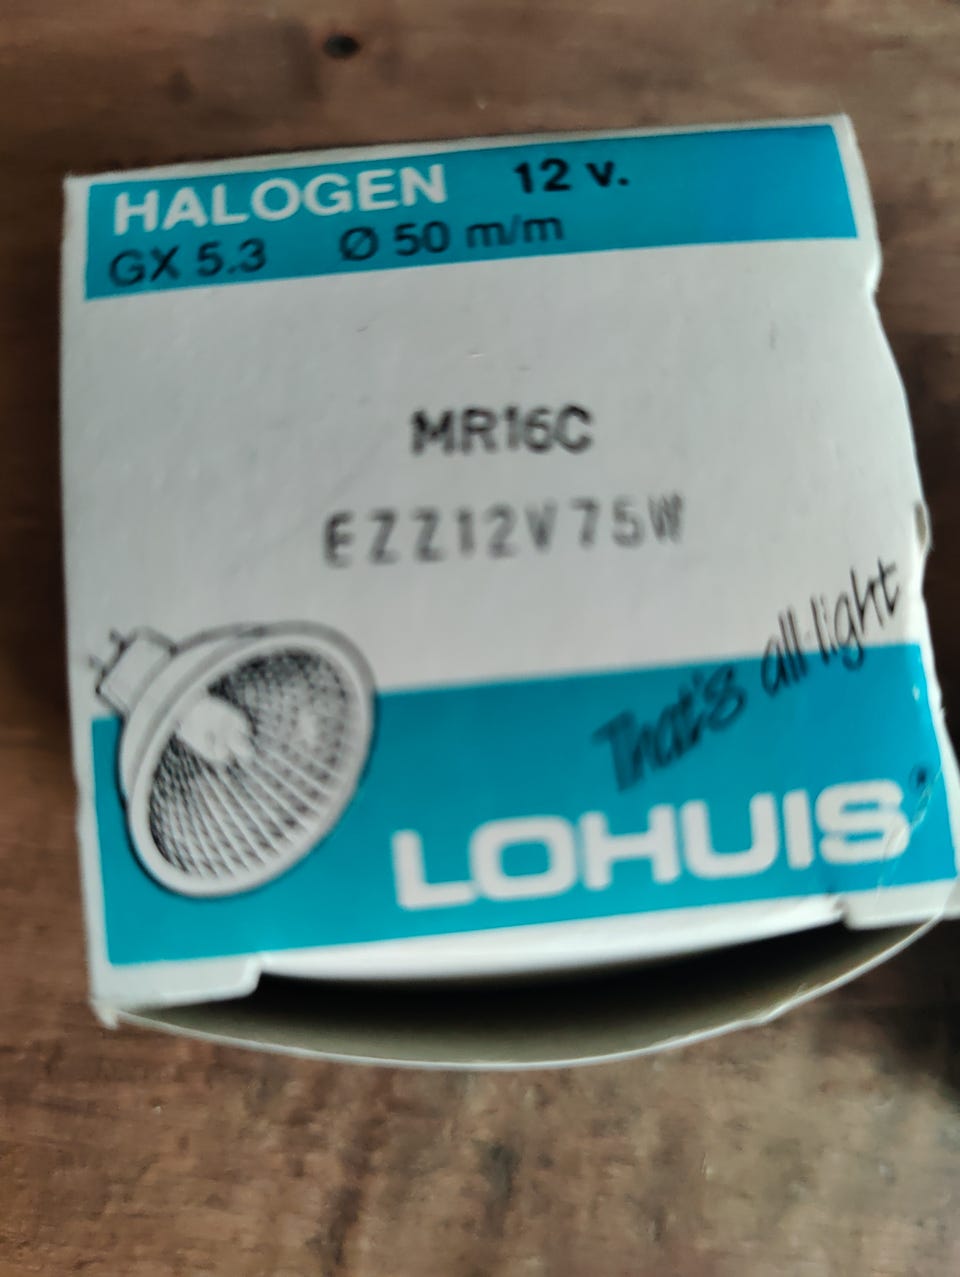 HALOGEN 12 v.
GX 5.3 Ø 50 m/m
MR16C
EZZ12V75W
That's all light
LOHUIS